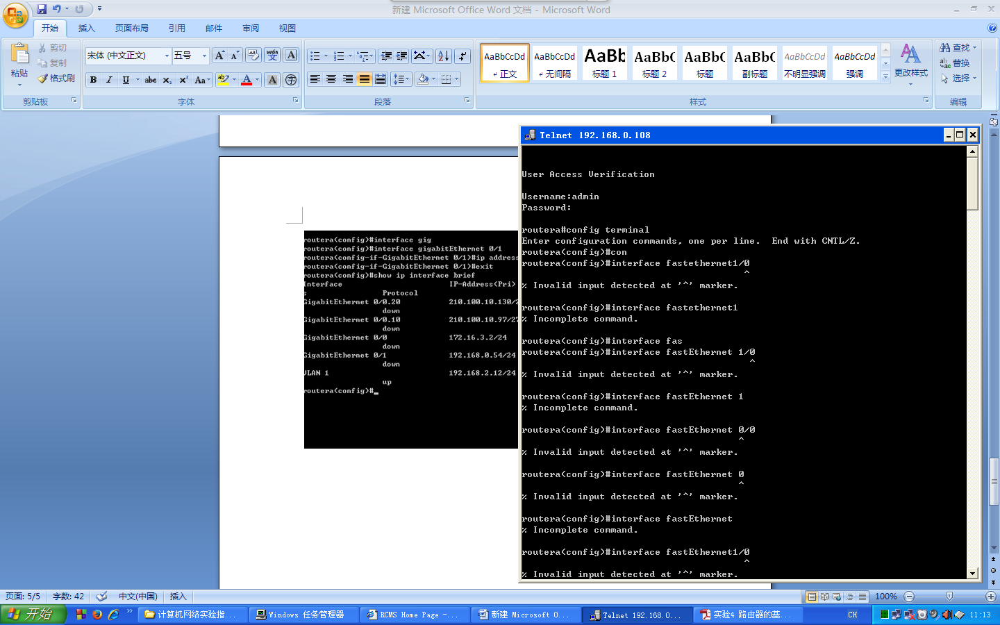 新建 Microsoft Office Word 文档 - Microsoft Word
开始 插入 页面布局 引用 邮件 审阅 视图
粘贴 剪切 复制 格式刷
宋体 (中文正文) 五号
AaBbCcDd AaBbCcDd AaBb AaBbC AaBbC AaBbC AaBbCcDd AaBbCcDd
正文 无间隔 标题 1 标题 2 标题 副标题 不明显强调 强调
更改样式
查找 替换 选择
剪贴板 字体 段落 样式 编辑
routera(config)#interface gig
routera(config)#interface gigabitEthernet 0/1
routera(config-if-GigabitEthernet 0/1)#ip address
routera(config-if-GigabitEthernet 0/1)#exit
routera(config)#show ip interface brief
Interface IP-Address(Pri)
s Protocol
GigabitEthernet 0/0.20 210.100.10.130/2
down
GigabitEthernet 0/0.10 210.100.10.97/27
down
GigabitEthernet 0/0 172.16.3.2/24
down
GigabitEthernet 0/1 192.168.0.54/24
down
VLAN 1 192.168.2.12/24
up
routera(config)#_
Telnet 192.168.0.108
User Access Verification
Username:admin
Password:
routera#config terminal
Enter configuration commands, one per line. End with CNTL/Z.
routera(config)#con
routera(config)#interface fastethernet1/0
^
% Invalid input detected at '^' marker.
routera(config)#interface fastethernet1
% Incomplete command.
routera(config)#interface fas
routera(config)#interface fastEthernet 1/0
^
% Invalid input detected at '^' marker.
routera(config)#interface fastEthernet 1
% Incomplete command.
routera(config)#interface fastEthernet 0/0
^
% Invalid input detected at '^' marker.
routera(config)#interface fastEthernet 0
^
% Invalid input detected at '^' marker.
routera(config)#interface fastEthernet
% Incomplete command.
routera(config)#interface fastEthernet1/0
^
% Invalid input detected at '^' marker.
页面: 5/5 字数: 42 中文(中国) 插入 100%
开始 计算机网络实验指... Windows 任务管理器 RCMS Home Page -... 新建 Microsoft O... Telnet 192.168.0... 实验4 路由器的基... CH 11:13